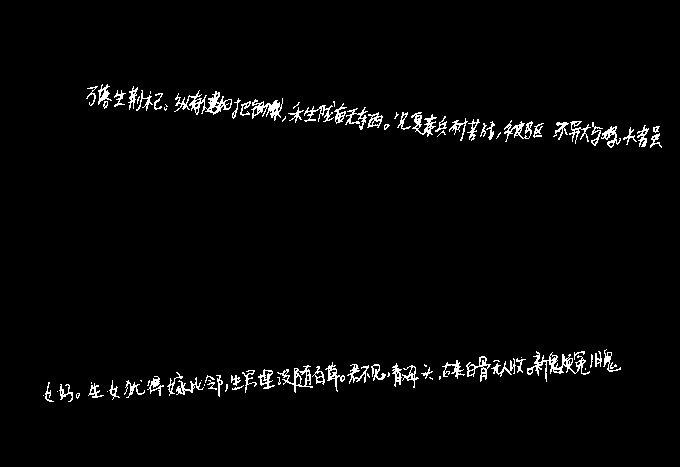 万落生荆杞。纵有健妇把锄犁，禾生陇亩无东西。况复秦兵耐苦战，被驱不异犬与鸡。长者虽
女好。生女犹得嫁比邻，生男埋没随百草。君不见，青海头，古来白骨无人收。新鬼烦冤旧鬼